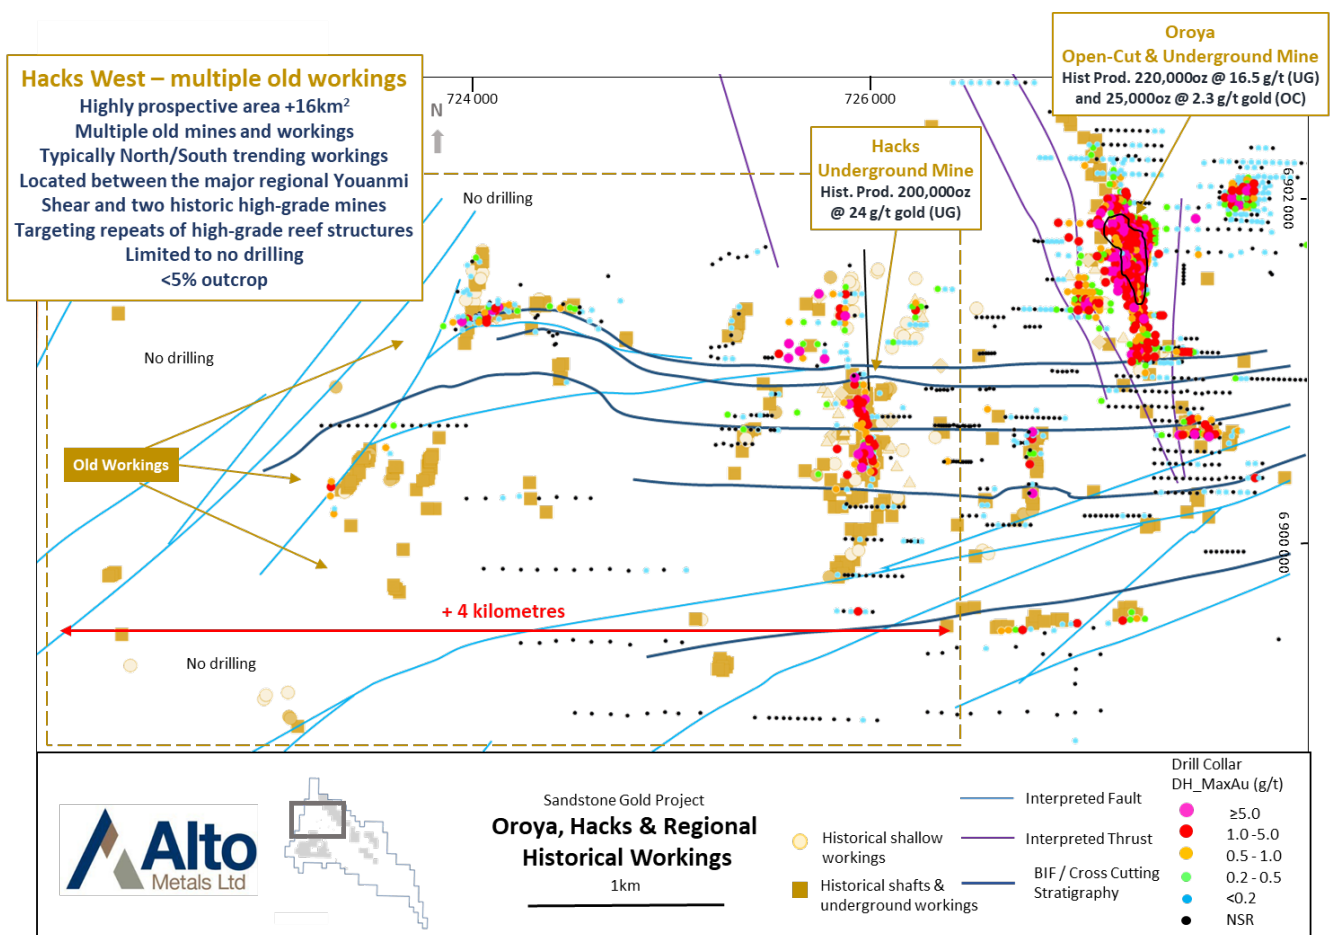 Oroya
Open-Cut & Underground Mine
Hist Prod. 220,000oz @ 16.5 g/t (UG)
and 25,000oz @ 2.3 g/t gold (OC)
Hacks West – multiple old workings
Highly prospective area +16km²
Multiple old mines and workings
Typically North/South trending workings
Located between the major regional Youanmi
Shear and two historic high-grade mines
Targeting repeats of high-grade reef structures
Limited to no drilling
<5% outcrop
724 000
726 000
N
Hacks
Underground Mine
Hist. Prod. 200,000oz
@ 24 g/t gold (UG)
6 902 000
No drilling
No drilling
Old Workings
6 900 000
+ 4 kilometres
No drilling
Alto
Metals Ltd
Sandstone Gold Project
Oroya, Hacks & Regional
Historical Workings
1km
Historical shallow
workings
Historical shafts &
underground workings
Interpreted Fault
Interpreted Thrust
BIF / Cross Cutting
Stratigraphy
Drill Collar
DH_MaxAu (g/t)
≥5.0
1.0 -5.0
0.5 - 1.0
0.2 - 0.5
<0.2
NSR